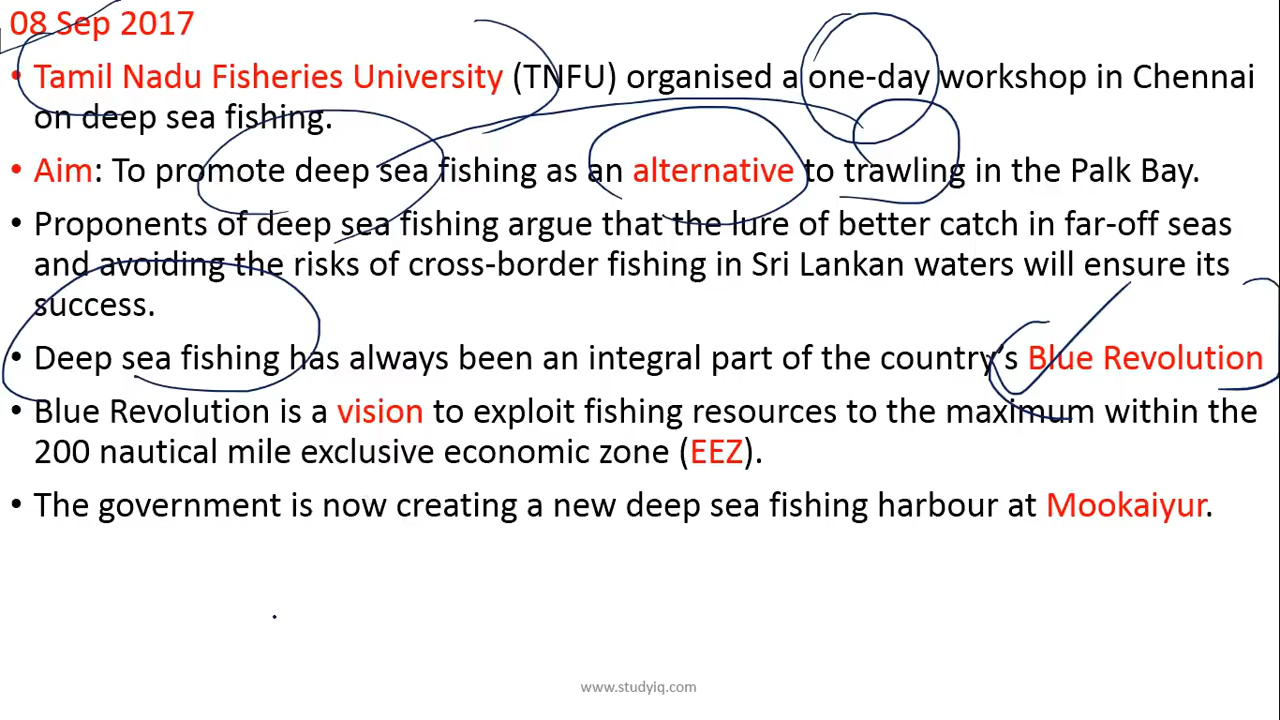 08 Sep 2017
• Tamil Nadu Fisheries University (TNFU) organised a one-day workshop in Chennai
on deep sea fishing.
• Aim: To promote deep sea fishing as an alternative to trawling in the Palk Bay.
• Proponents of deep sea fishing argue that the lure of better catch in far-off seas
and avoiding the risks of cross-border fishing in Sri Lankan waters will ensure its
success.
• Deep sea fishing has always been an integral part of the country's Blue Revolution
• Blue Revolution is a vision to exploit fishing resources to the maximum within the
200 nautical mile exclusive economic zone (EEZ).
• The government is now creating a new deep sea fishing harbour at Mookaiyur.
www.studyiq.com